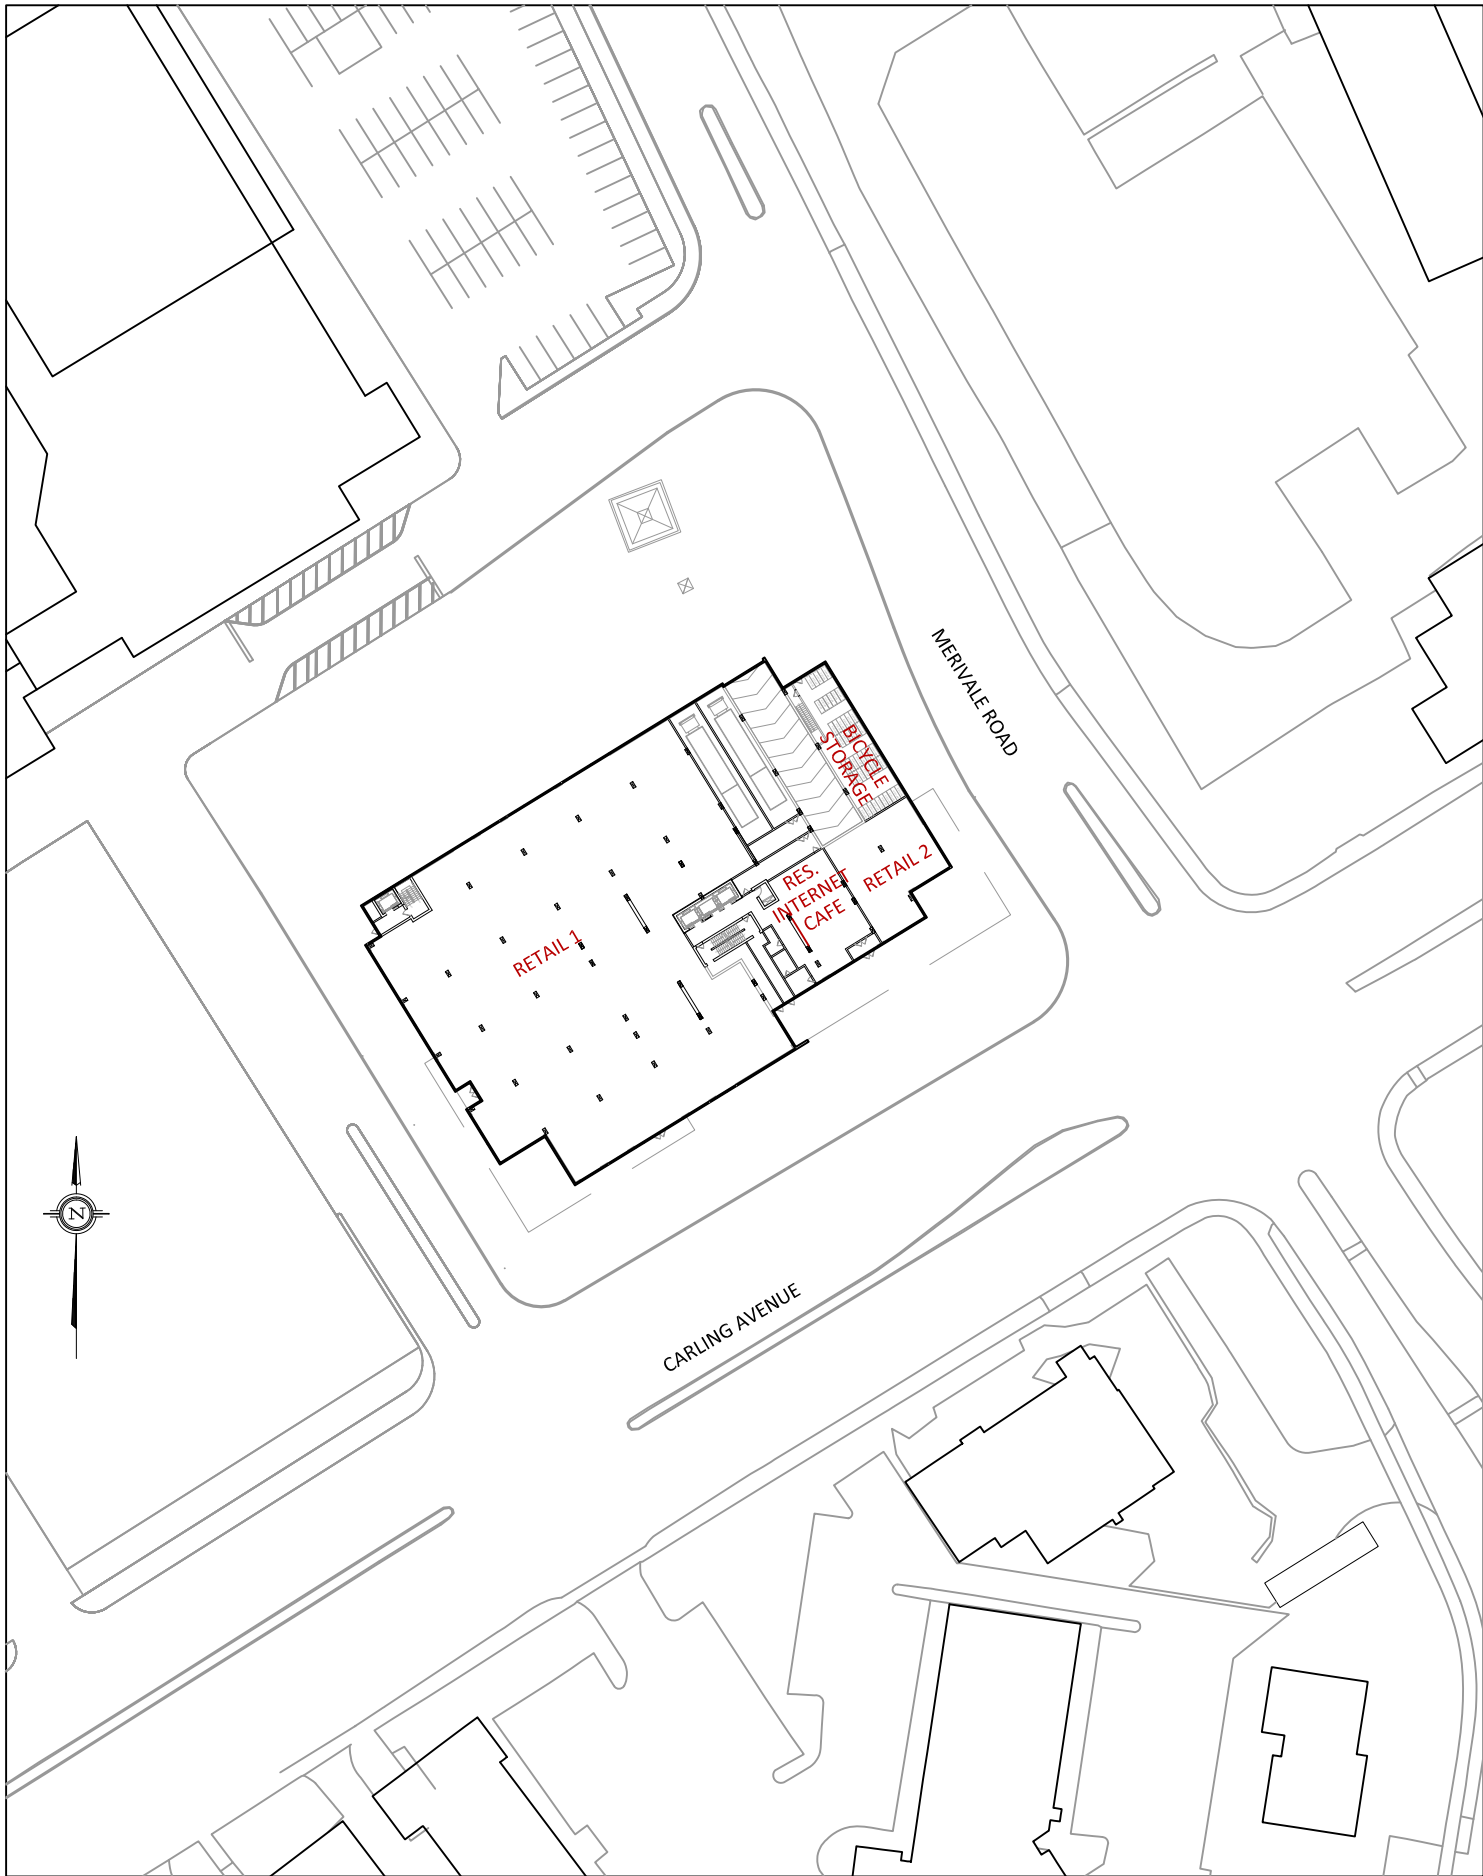 MERIVALE ROAD
BICYCLE
STORAGE
RES.
INTERNET
CAFE
RETAIL 2
RETAIL 1
N
CARLING AVENUE